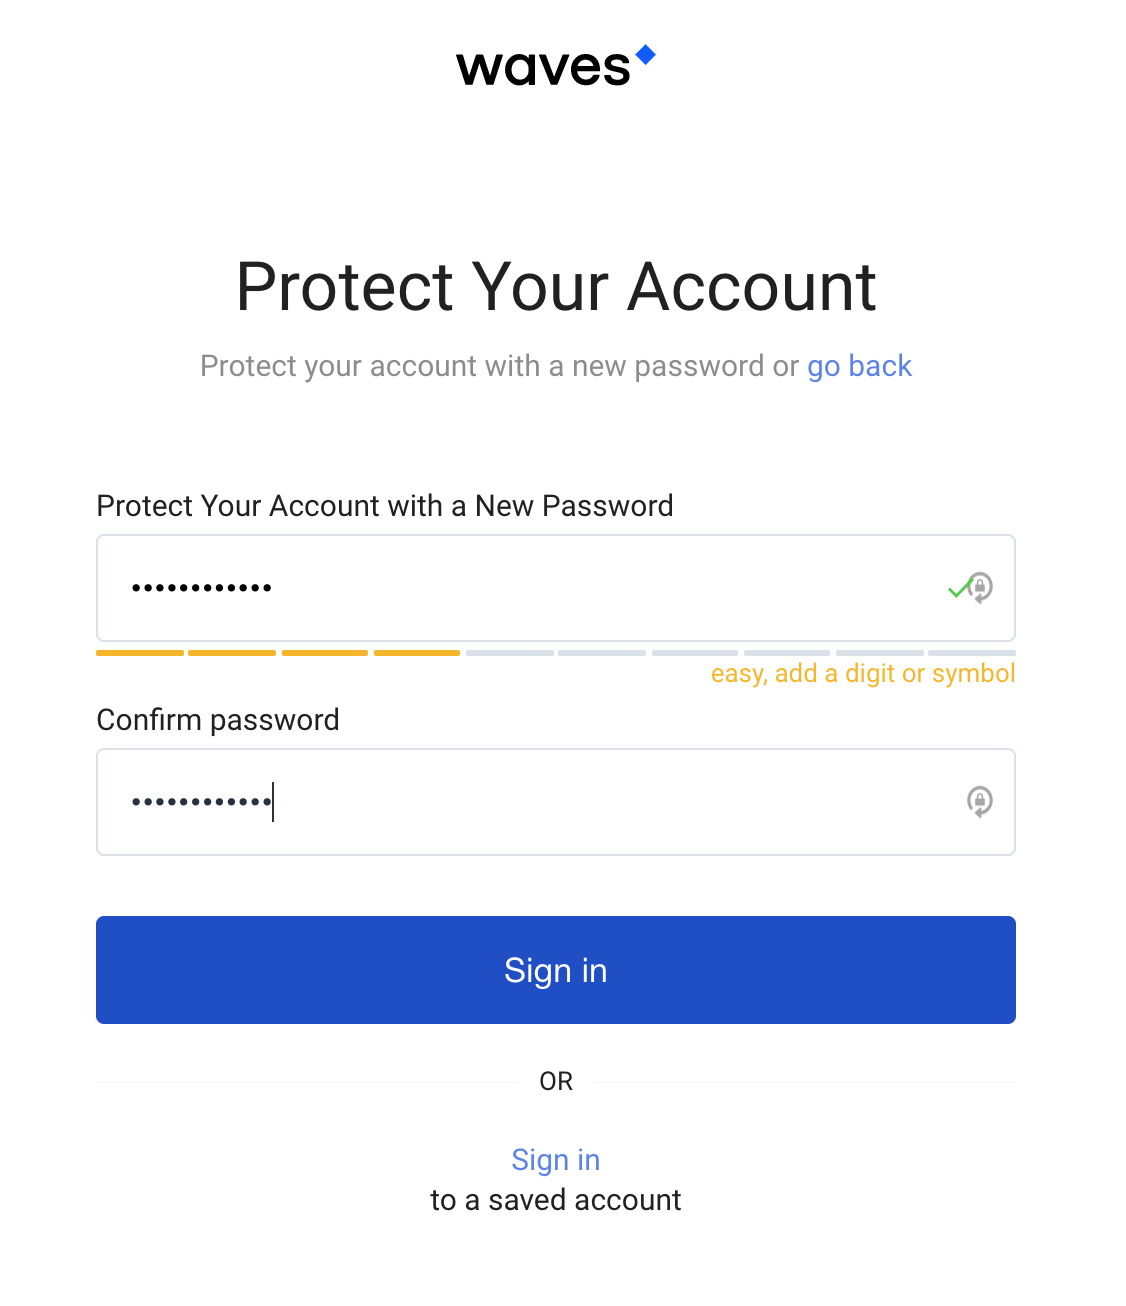 waves
Protect Your Account
Protect your account with a new password or go back
Protect Your Account with a New Password
••••••••••••
easy, add a digit or symbol
Confirm password
••••••••••••
Sign in
OR
Sign in
to a saved account